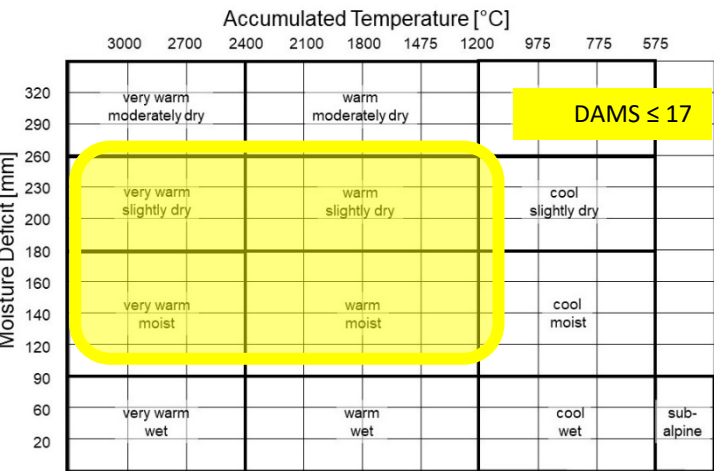 Accumulated Temperature [°C]
3000 2700 2400 2100 1800 1475 1200 975 775 575
Moisture Deficit [mm]
320
290
260
230
200
180
160
140
120
90
60
20
very warm
moderately dry
warm
moderately dry
DAMS ≤ 17
very warm
slightly dry
warm
slightly dry
cool
slightly dry
very warm
moist
warm
moist
cool
moist
very warm
wet
warm
wet
cool
wet
sub-
alpine